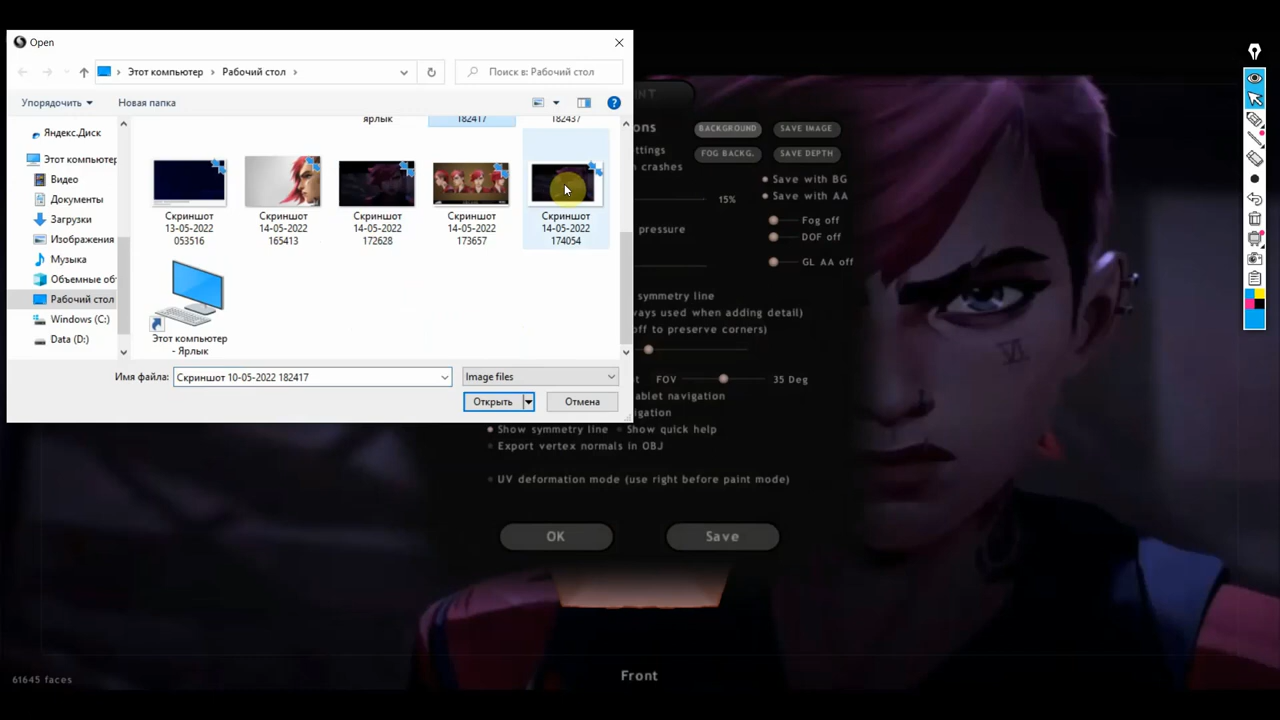 Open
Этот компьютер
Рабочий стол
Поиск в: Рабочий стол
Упорядочить
Новая папка
Яндекс.Диск
Этот компьютер
Видео
Документы
Загрузки
Изображения
Музыка
Объемные об
Рабочий стол
Windows (C:)
Data (D:)
ярлык
182417
182437
Скриншот
13-05-2022
053516
Скриншот
14-05-2022
165413
Скриншот
14-05-2022
172628
Скриншот
14-05-2022
173657
Скриншот
14-05-2022
174054
Этот компьютер
- Ярлык
Имя файла:
Скриншот 10-05-2022 182417
Image files
Открыть
Отмена
NT
ons
BACKGROUND
SAVE IMAGE
ettings
FOG BACKG.
SAVE DEPTH
n crashes
Save with BG
Save with AA
15%
Fog off
pressure
DOF off
GL AA off
symmetry line
ways used when adding detail)
off to preserve corners)
t FOV 35 Deg
ablet navigation
igation
Show symmetry line
Show quick help
Export vertex normals in OBJ
UV deformation mode (use right before paint mode)
OK
Save
VI
Front
61645 faces